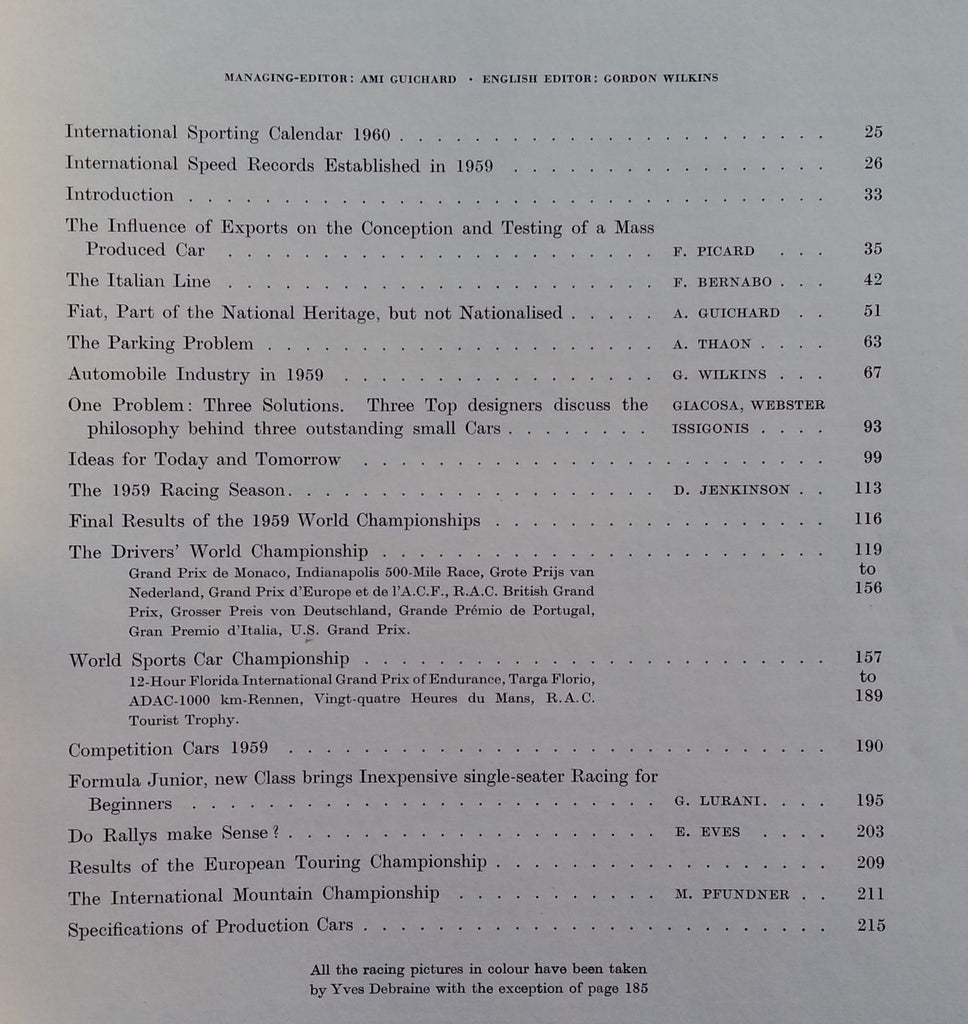 MANAGING-EDITOR: AMI GUICHARD · ENGLISH EDITOR: GORDON WILKINS
International Sporting Calendar 1960 . . . . . . . . . . . . . . . . . . . . . . . 25
International Speed Records Established in 1959 . . . . . . . . . . . . . . . . . 26
Introduction . . . . . . . . . . . . . . . . . . . . . . . . . . . . . . . . . . 33
The Influence of Exports on the Conception and Testing of a Mass
Produced Car . . . . . . . . . . . . . . . . . . . . . . . F. PICARD . . . 35
The Italian Line . . . . . . . . . . . . . . . . . . . . . . . F. BERNABO . . . 42
Fiat, Part of the National Heritage, but not Nationalised . . . . . A. GUICHARD . . 51
The Parking Problem . . . . . . . . . . . . . . . . . . . . . A. THAON . . . . 63
Automobile Industry in 1959 . . . . . . . . . . . . . . . . . G. WILKINS . . . 67
One Problem: Three Solutions. Three Top designers discuss the GIACOSA, WEBSTER
philosophy behind three outstanding small Cars . . . . . . . . ISSIGONIS . . . . 93
Ideas for Today and Tomorrow . . . . . . . . . . . . . . . . . . . . . . . . . 99
The 1959 Racing Season. . . . . . . . . . . . . . . . . . . . D. JENKINSON . . 113
Final Results of the 1959 World Championships . . . . . . . . . . . . . . . . . . 116
The Drivers' World Championship . . . . . . . . . . . . . . . . . . . . . . . . 119
Grand Prix de Monaco, Indianapolis 500-Mile Race, Grote Prijs van to
Nederland, Grand Prix d'Europe et de l'A.C.F., R.A.C. British Grand 156
Prix, Grosser Preis von Deutschland, Grande Prémio de Portugal,
Gran Premio d'Italia, U.S. Grand Prix.
World Sports Car Championship . . . . . . . . . . . . . . . . . . . . . . . . . 157
12-Hour Florida International Grand Prix of Endurance, Targa Florio, to
ADAC-1000 km-Rennen, Vingt-quatre Heures du Mans, R.A.C. 189
Tourist Trophy.
Competition Cars 1959 . . . . . . . . . . . . . . . . . . . . . . . . . . . . . 190
Formula Junior, new Class brings Inexpensive single-seater Racing for
Beginners . . . . . . . . . . . . . . . . . . . . . . . . . G. LURANI. . . . 195
Do Rallys make Sense? . . . . . . . . . . . . . . . . . . . . E. EVES . . . . 203
Results of the European Touring Championship . . . . . . . . . . . . . . . . . . 209
The International Mountain Championship . . . . . . . . . . . M. PFUNDNER . . 211
Specifications of Production Cars . . . . . . . . . . . . . . . . . . . . . . . . . 215
All the racing pictures in colour have been taken
by Yves Debraine with the exception of page 185